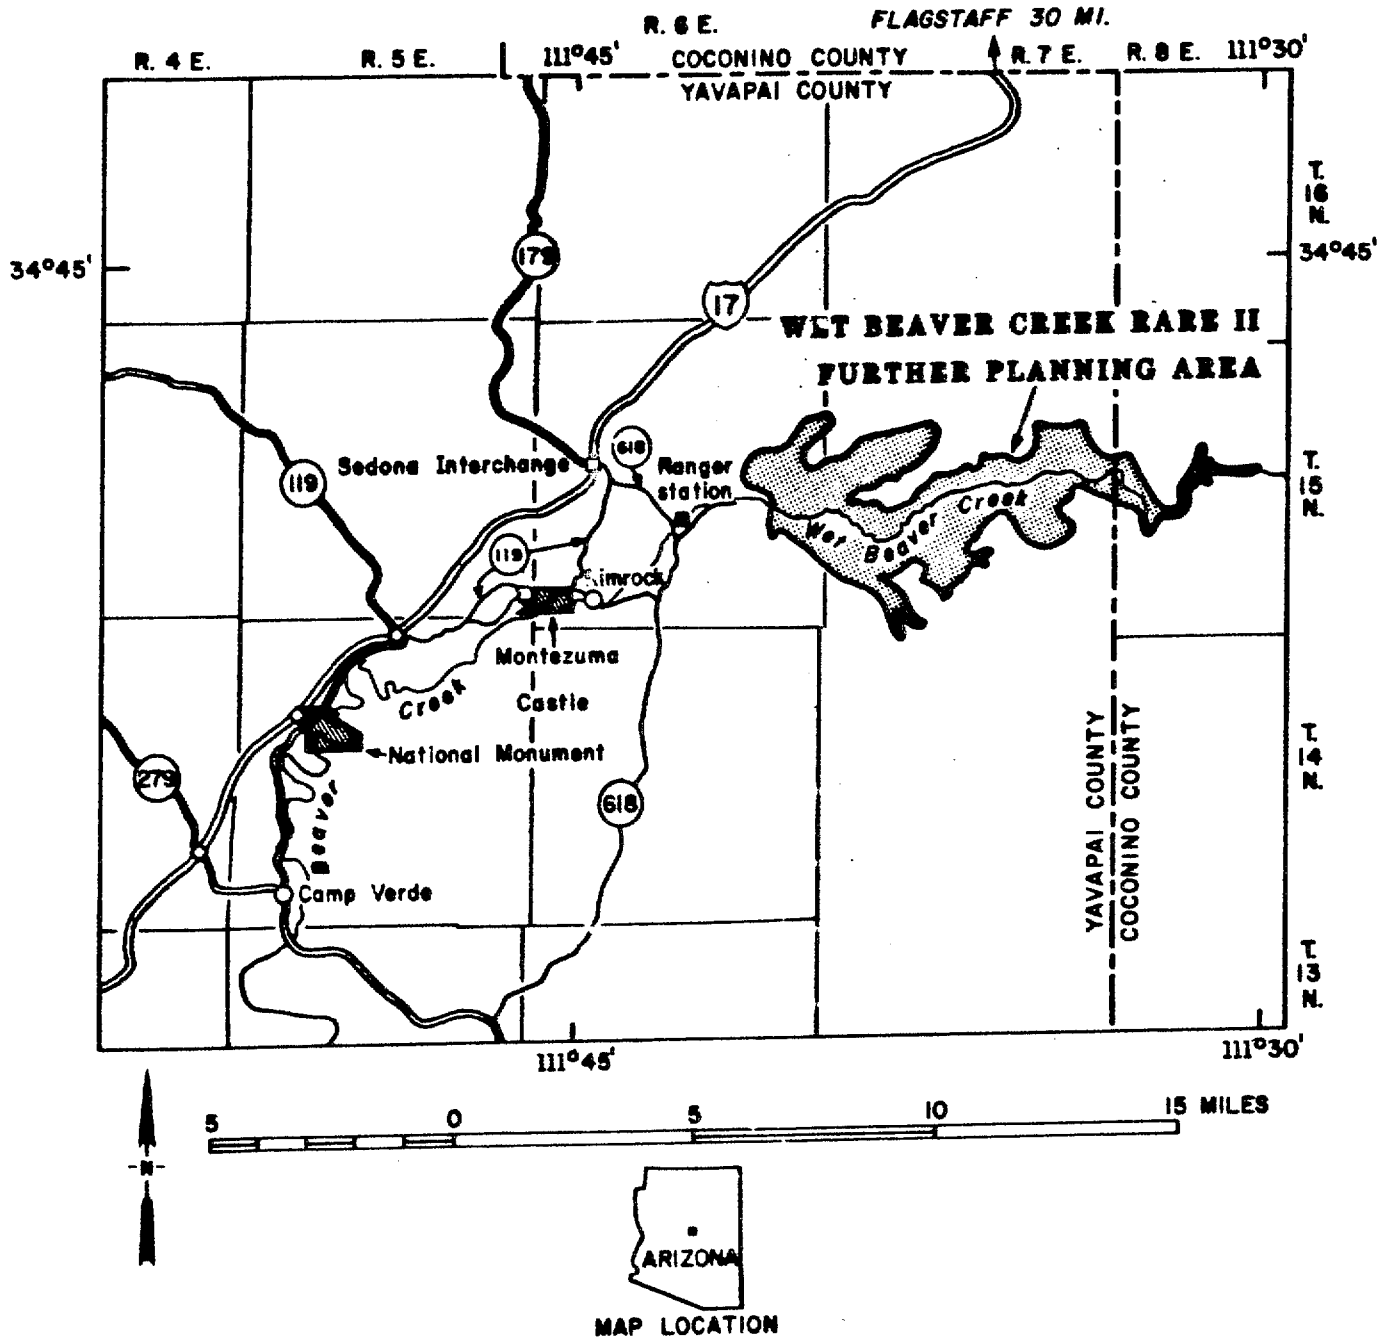 FLAGSTAFF 30 MI.
R. 6 E.
R. 4 E.
R. 5 E.
111°45'
COCONINO COUNTY
R. 7 E.
R. 8 E.
111°30'
YAVAPAI COUNTY
T.
16
N.
34°45'
34°45'
179
17
WET BEAVER CREEK RARE II
FURTHER PLANNING AREA
618
Sedona Interchange
Ranger
station
119
T.
15
N.
Wet Beaver Creek
119
Rimrock
Montezuma
Creek
Castle
National Monument
YAVAPAI COUNTY
COCONINO COUNTY
T.
14
N.
279
Beaver
618
Camp Verde
T.
13
N.
111°45'
111°30'
5
0
5
10
15 MILES
N
ARIZONA
MAP LOCATION